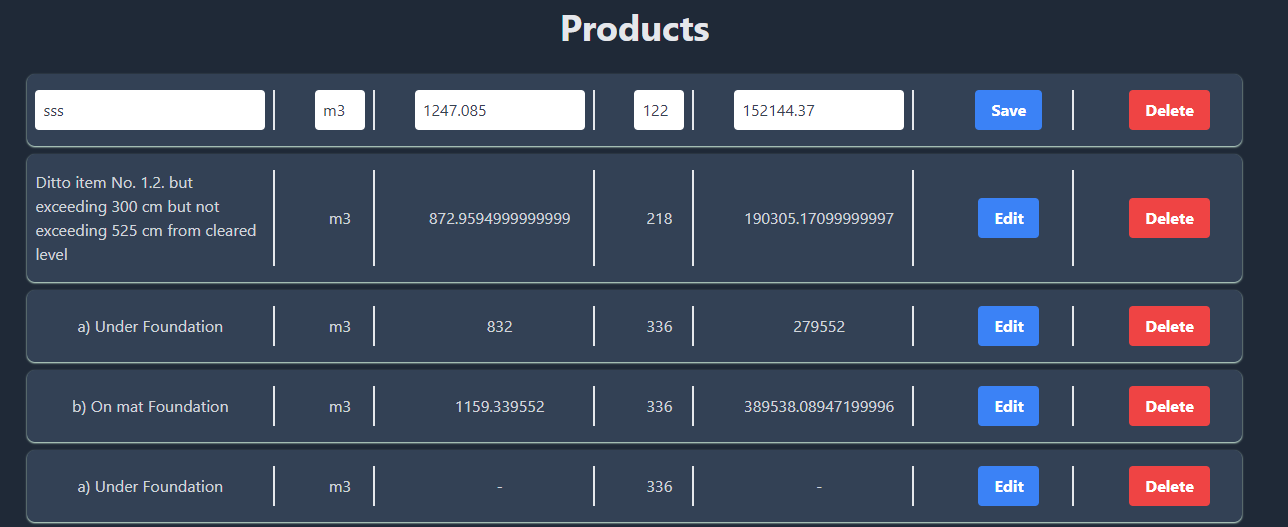 Products
sss m3 1247.085 122 152144.37 Save Delete
Ditto item No. 1.2. but
exceeding 300 cm but not
exceeding 525 cm from cleared
level
m3 872.9594999999999 218 190305.17099999997 Edit Delete
a) Under Foundation m3 832 336 279552 Edit Delete
b) On mat Foundation m3 1159.339552 336 389538.08947199996 Edit Delete
a) Under Foundation m3 - 336 - Edit Delete